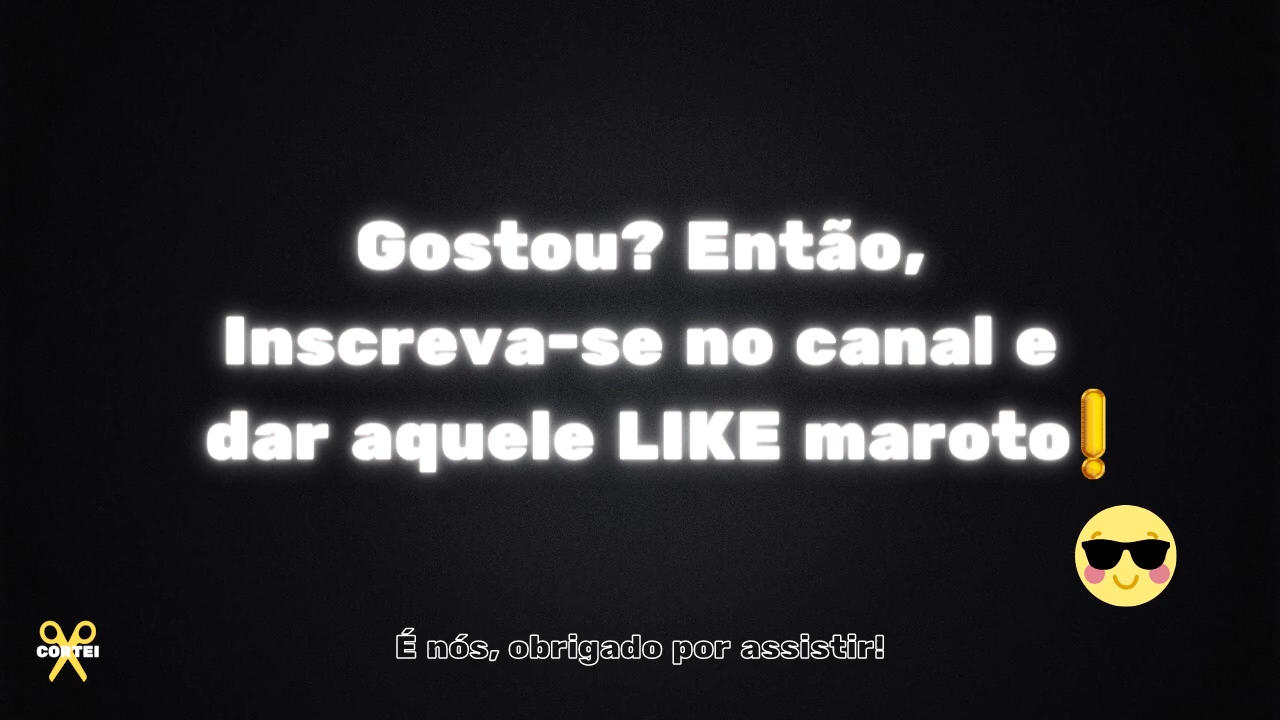 Gostou? Então,
Inscreva-se no canal e
dar aquele LIKE maroto!
É nós, obrigado por assistir!
CORTEI